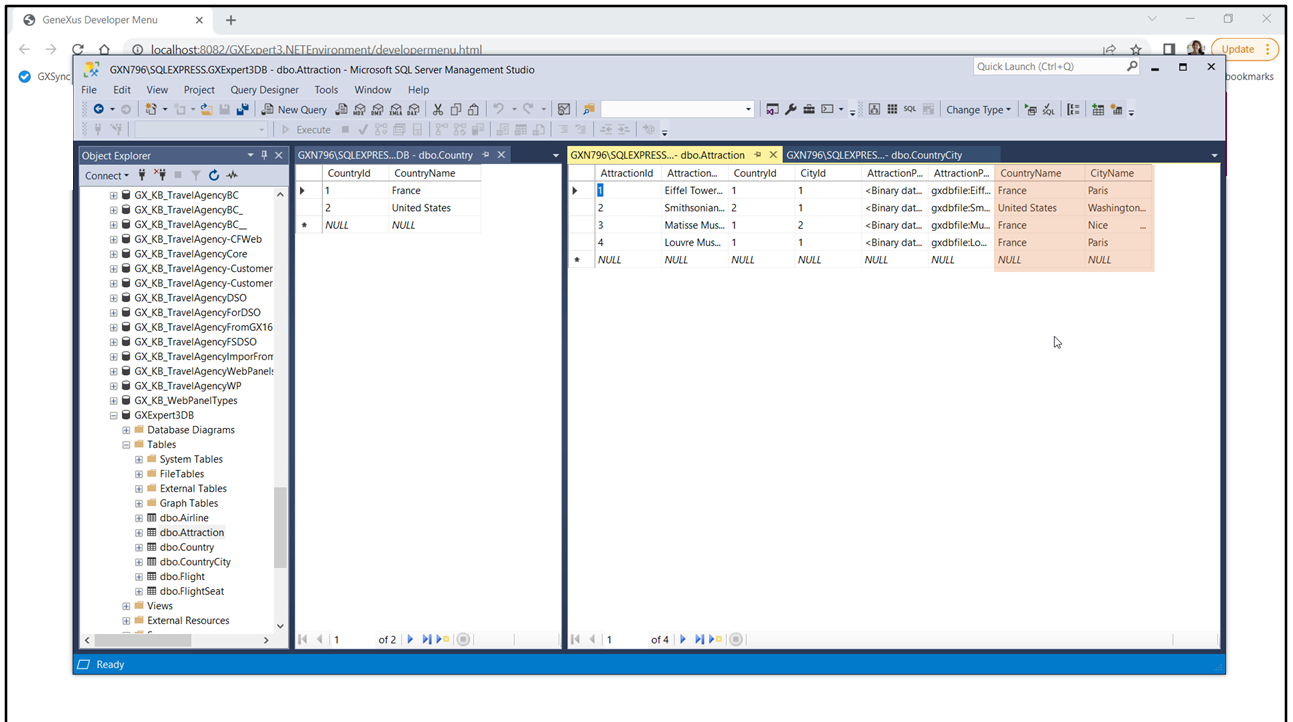 GeneXus Developer Menu
localhost:8082/GXExpert3.NETEnvironment/developermenu.html
Update
GXSync
bookmarks
GXN796\SQLEXPRESS.GXExpert3DB - dbo.Attraction - Microsoft SQL Server Management Studio
Quick Launch (Ctrl+Q)
File Edit View Project Query Designer Tools Window Help
New Query
Change Type
Execute
Object Explorer
Connect
GX_KB_TravelAgencyBC
GX_KB_TravelAgencyBC_
GX_KB_TravelAgencyBC__
GX_KB_TravelAgency-CFWeb
GX_KB_TravelAgencyCore
GX_KB_TravelAgency-Customer
GX_KB_TravelAgency-Customer
GX_KB_TravelAgencyDSO
GX_KB_TravelAgencyForDSO
GX_KB_TravelAgencyFromGX16
GX_KB_TravelAgencyFSDSO
GX_KB_TravelAgencyImporFrom
GX_KB_TravelAgencyWebPanels
GX_KB_TravelAgencyWP
GX_KB_WebPanelTypes
GXExpert3DB
Database Diagrams
Tables
System Tables
FileTables
External Tables
Graph Tables
dbo.Airline
dbo.Attraction
dbo.Country
dbo.CountryCity
dbo.Flight
dbo.FlightSeat
Views
External Resources
GXN796\SQLEXPRES...DB - dbo.Country
CountryId CountryName
1 France
2 United States
NULL NULL
1 of 2
GXN796\SQLEXPRESS...- dbo.Attraction
GXN796\SQLEXPRESS...- dbo.CountryCity
AttractionId Attraction... CountryId CityId AttractionP... AttractionP... CountryName CityName
1 Eiffel Tower... 1 1 <Binary dat... gxdbfile:Eiff... France Paris
2 Smithsonian... 2 1 <Binary dat... gxdbfile:Sm... United States Washington...
3 Matisse Mus... 1 2 <Binary dat... gxdbfile:Mu... France Nice ...
4 Louvre Mus... 1 1 <Binary dat... gxdbfile:Lo... France Paris
NULL NULL NULL NULL NULL NULL NULL NULL
1 of 4
Ready